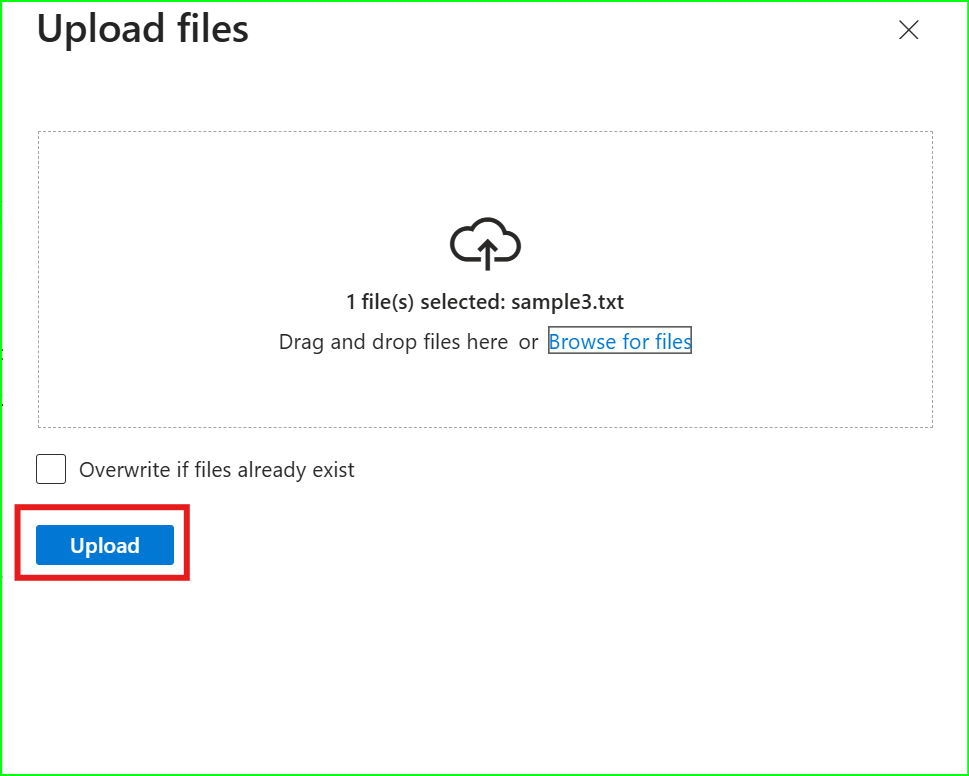 Upload files
1 file(s) selected: sample3.txt
Drag and drop files here or Browse for files
Overwrite if files already exist
Upload